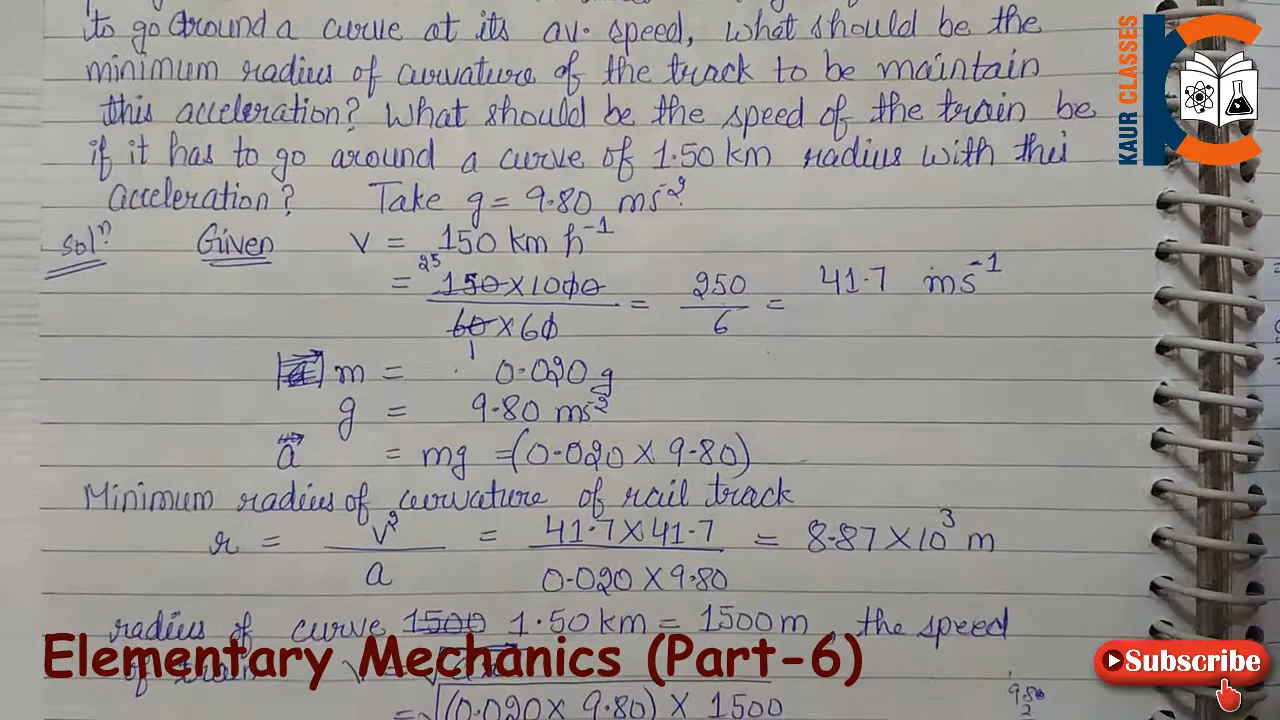 to go around a curve at its av. speed, What should be the
minimum radius of curvature of the track to be maintain
this acceleration? What should be the speed of the train be
if it has to go around a curve of 1.50 km radius with this
acceleration? Take g = 9.80 ms⁻²
KAUR CLASSES
Solⁿ Given v = 150 km h⁻¹
25
= 150 × 1000 / 60 × 60 = 250 / 6 = 41.7 ms⁻¹
1
m = 0.020 g
g = 9.80 ms⁻²
a⃗ = mg = (0.020 × 9.80)
Minimum radius of curvature of rail track
r = v² / a = 41.7 × 41.7 / 0.020 × 9.80 = 8.87 × 10³ m
radius of curve 1500 1.50 km = 1500 m, the speed
of train v =
= √(0.020 × 9.80) × 1500
Elementary Mechanics (Part-6)
Subscribe